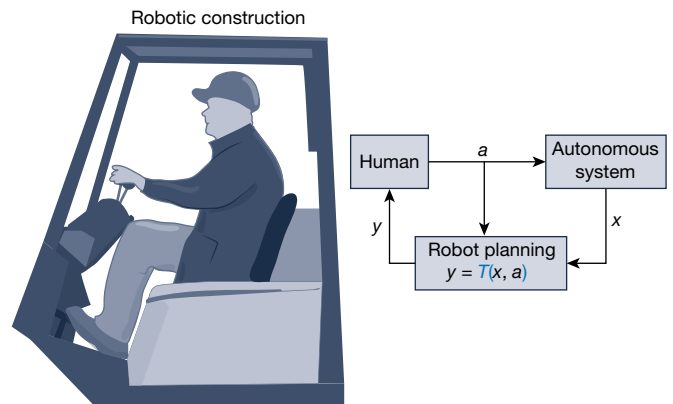 Robotic construction
Human
a
Autonomous
system
y
x
Robot planning
y = T(x, a)